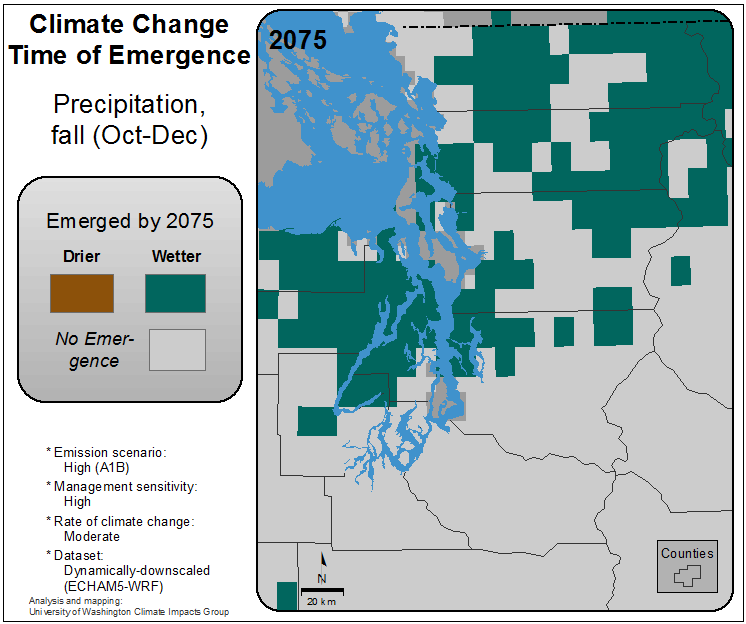 Climate Change
Time of Emergence
Precipitation,
fall (Oct-Dec)
Emerged by 2075
Drier
Wetter
No Emer-
gence
* Emission scenario:
High (A1B)
* Management sensitivity:
High
* Rate of climate change:
Moderate
* Dataset:
Dynamically-downscaled
(ECHAM5-WRF)
Analysis and mapping:
University of Washington Climate Impacts Group
2075
N
20 km
Counties